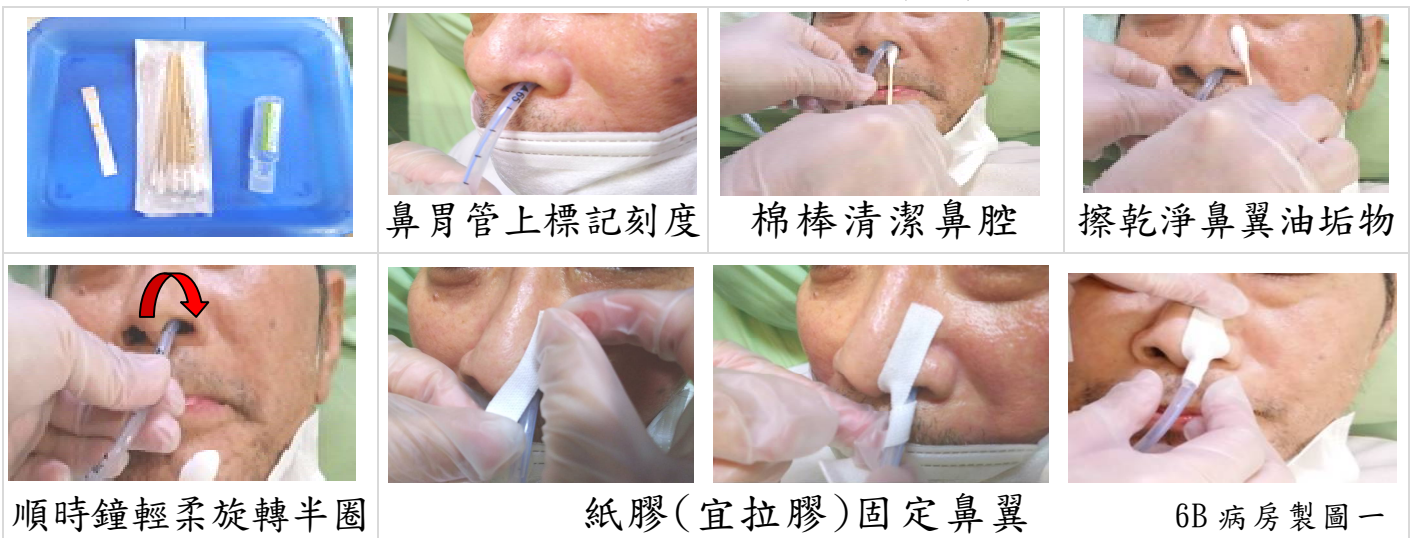 鼻胃管上標記刻度
棉棒清潔鼻腔
擦乾淨鼻翼油垢物
順時鐘輕柔旋轉半圈
紙膠(宜拉膠)固定鼻翼
6B 病房製圖一